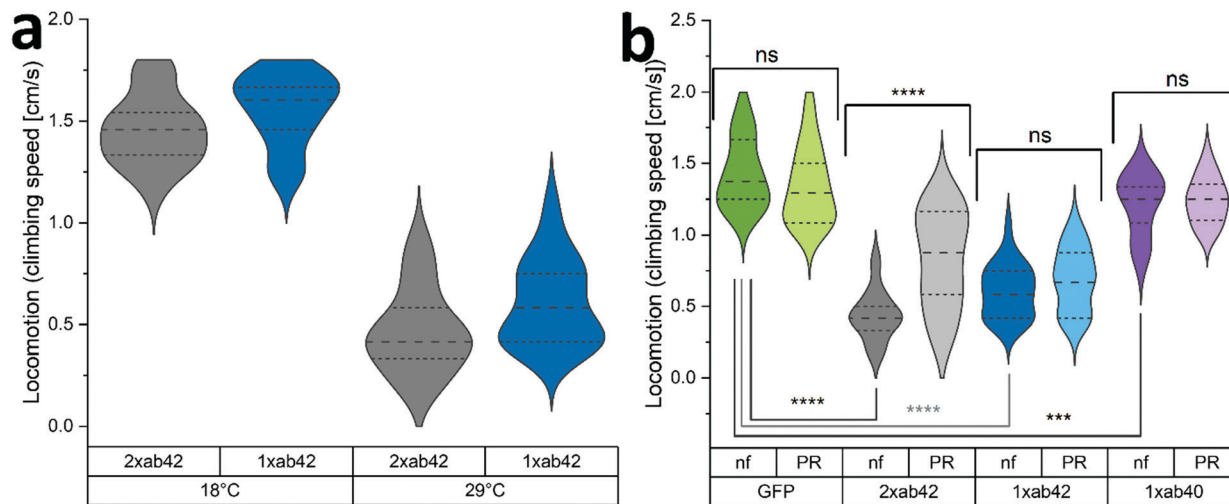 a
Locomotion (climbing speed [cm/s)
2.0
1.5
1.0
0.5
0.0
2xab42 1xab42 2xab42 1xab42
18°C 29°C
b
Locomotion (climbing speed [cm/s])
2.5
2.0
1.5
1.0
0.5
0.0
ns
****
ns
ns
****
****
***
nf PR nf PR nf PR nf PR
GFP 2xab42 1xab42 1xab40